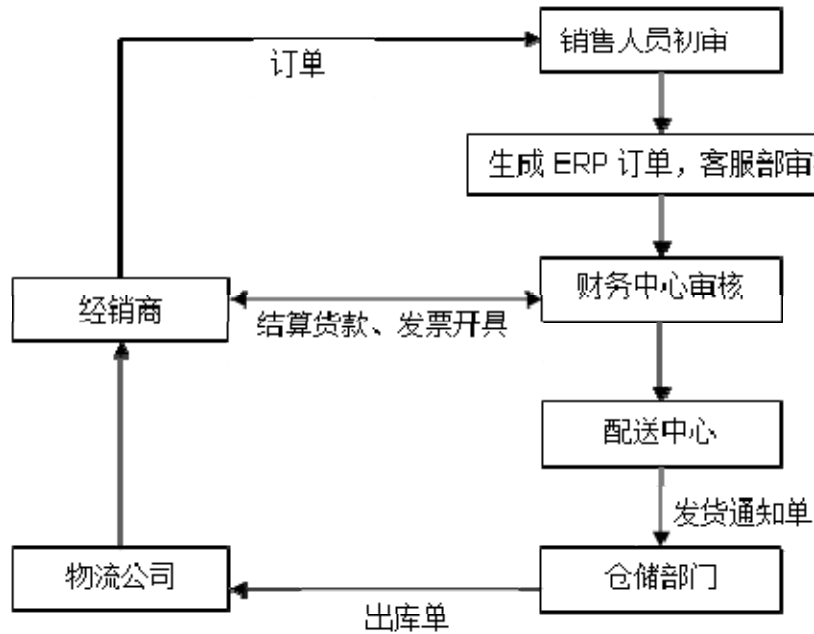 销售人员初审
订单
生成 ERP 订单，客服部审
经销商
财务中心审核
结算货款、发票开具
配送中心
发货通知单
物流公司
仓储部门
出库单